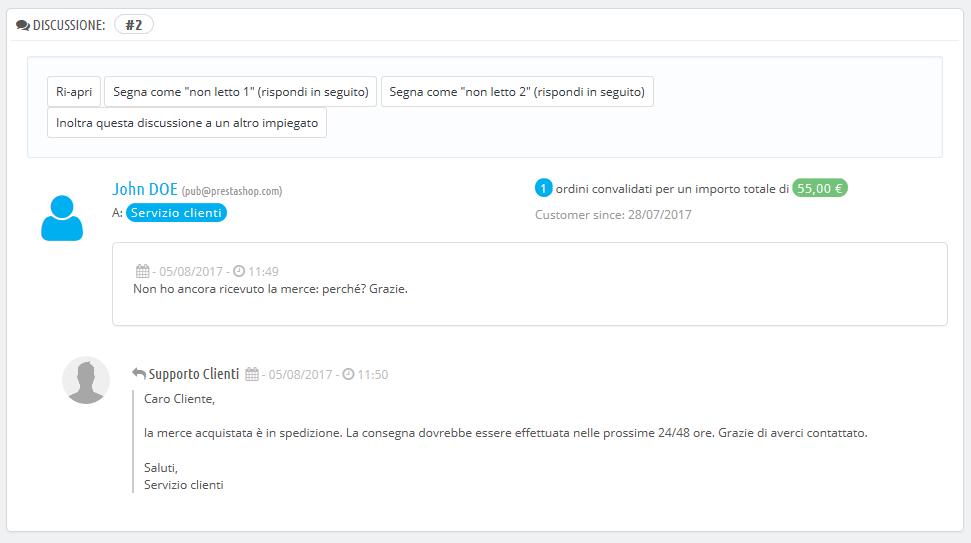 DISCUSSIONE: #2
Ri-apri Segna come "non letto 1" (rispondi in seguito) Segna come "non letto 2" (rispondi in seguito)
Inoltra questa discussione a un altro impiegato
John DOE (pub@prestashop.com)
A: Servizio clienti
1 ordini convalidati per un importo totale di 55,00 €
Customer since: 28/07/2017
- 05/08/2017 - 11:49
Non ho ancora ricevuto la merce: perché? Grazie.
Supporto Clienti - 05/08/2017 - 11:50
Caro Cliente,
la merce acquistata è in spedizione. La consegna dovrebbe essere effettuata nelle prossime 24/48 ore. Grazie di averci contattato.
Saluti,
Servizio clienti